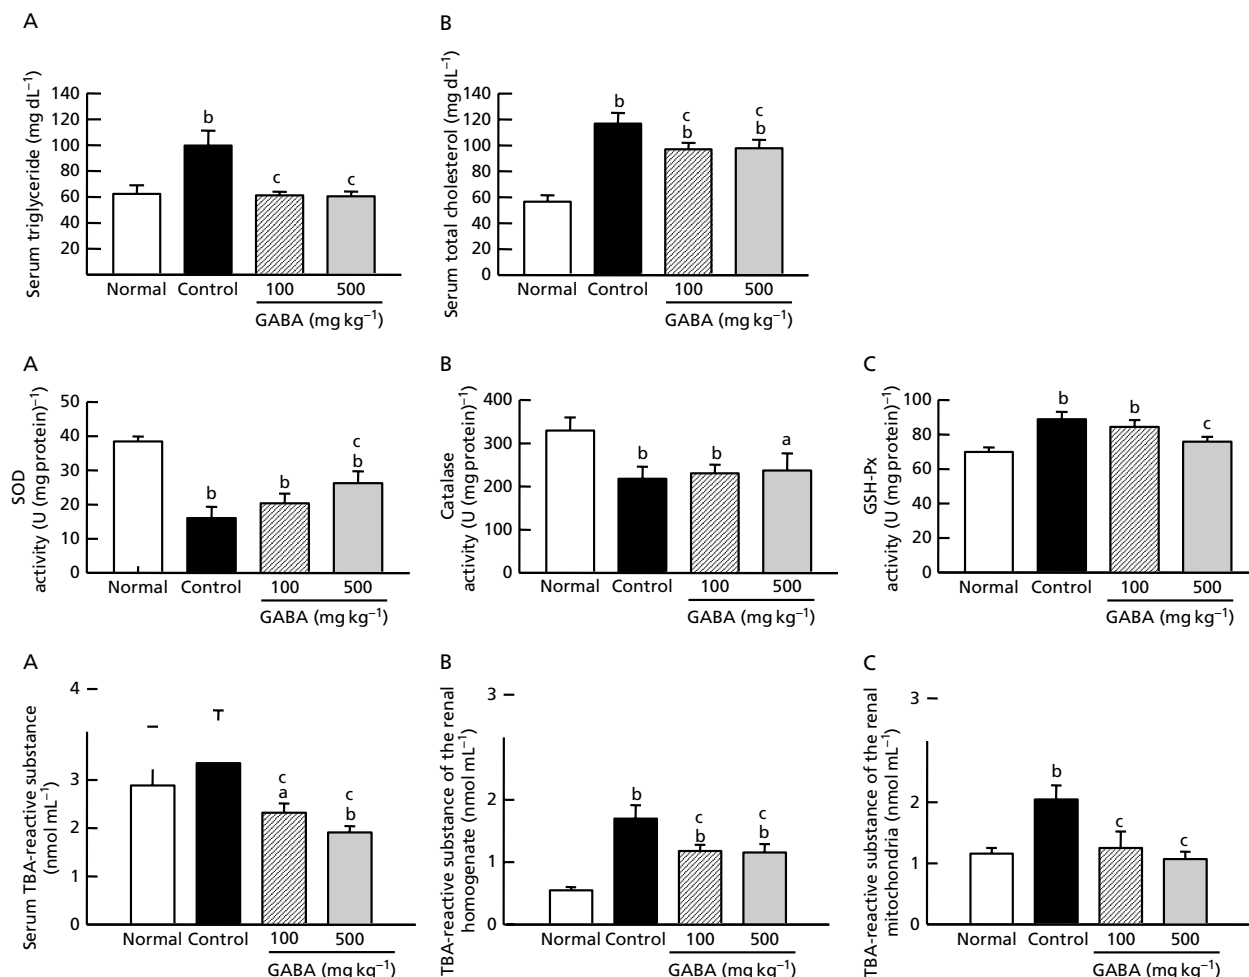 A
Serum triglyceride (mg dL⁻¹)
140
120
100
80
60
40
20
b
c
c
Normal
Control
100
500
GABA (mg kg⁻¹)
B
Serum total cholesterol (mg dL⁻¹)
140
120
100
80
60
40
20
0
b
c
b
c
b
Normal
Control
100
500
GABA (mg kg⁻¹)
A
SOD
activity (U (mg protein)⁻¹)
50
40
30
20
10
0
b
b
c
b
Normal
Control
100
500
GABA (mg kg⁻¹)
B
Catalase
activity (U (mg protein)⁻¹)
400
300
200
100
0
b
b
a
Normal
Control
100
500
GABA (mg kg⁻¹)
C
GSH-Px
activity (U (mg protein)⁻¹)
100
80
60
40
20
0
b
b
c
Normal
Control
100
500
GABA (mg kg⁻¹)
A
Serum TBA-reactive substance
(nmol mL⁻¹)
4
3
2
1
0
c
a
c
b
Normal
Control
100
500
GABA (mg kg⁻¹)
B
TBA-reactive substance of the renal
homogenate (nmol mL⁻¹)
3
2
1
0
b
c
b
c
b
Normal
Control
100
500
GABA (mg kg⁻¹)
C
TBA-reactive substance of the renal
mitochondria (nmol mL⁻¹)
3
2
1
0
b
c
c
Normal
Control
100
500
GABA (mg kg⁻¹)